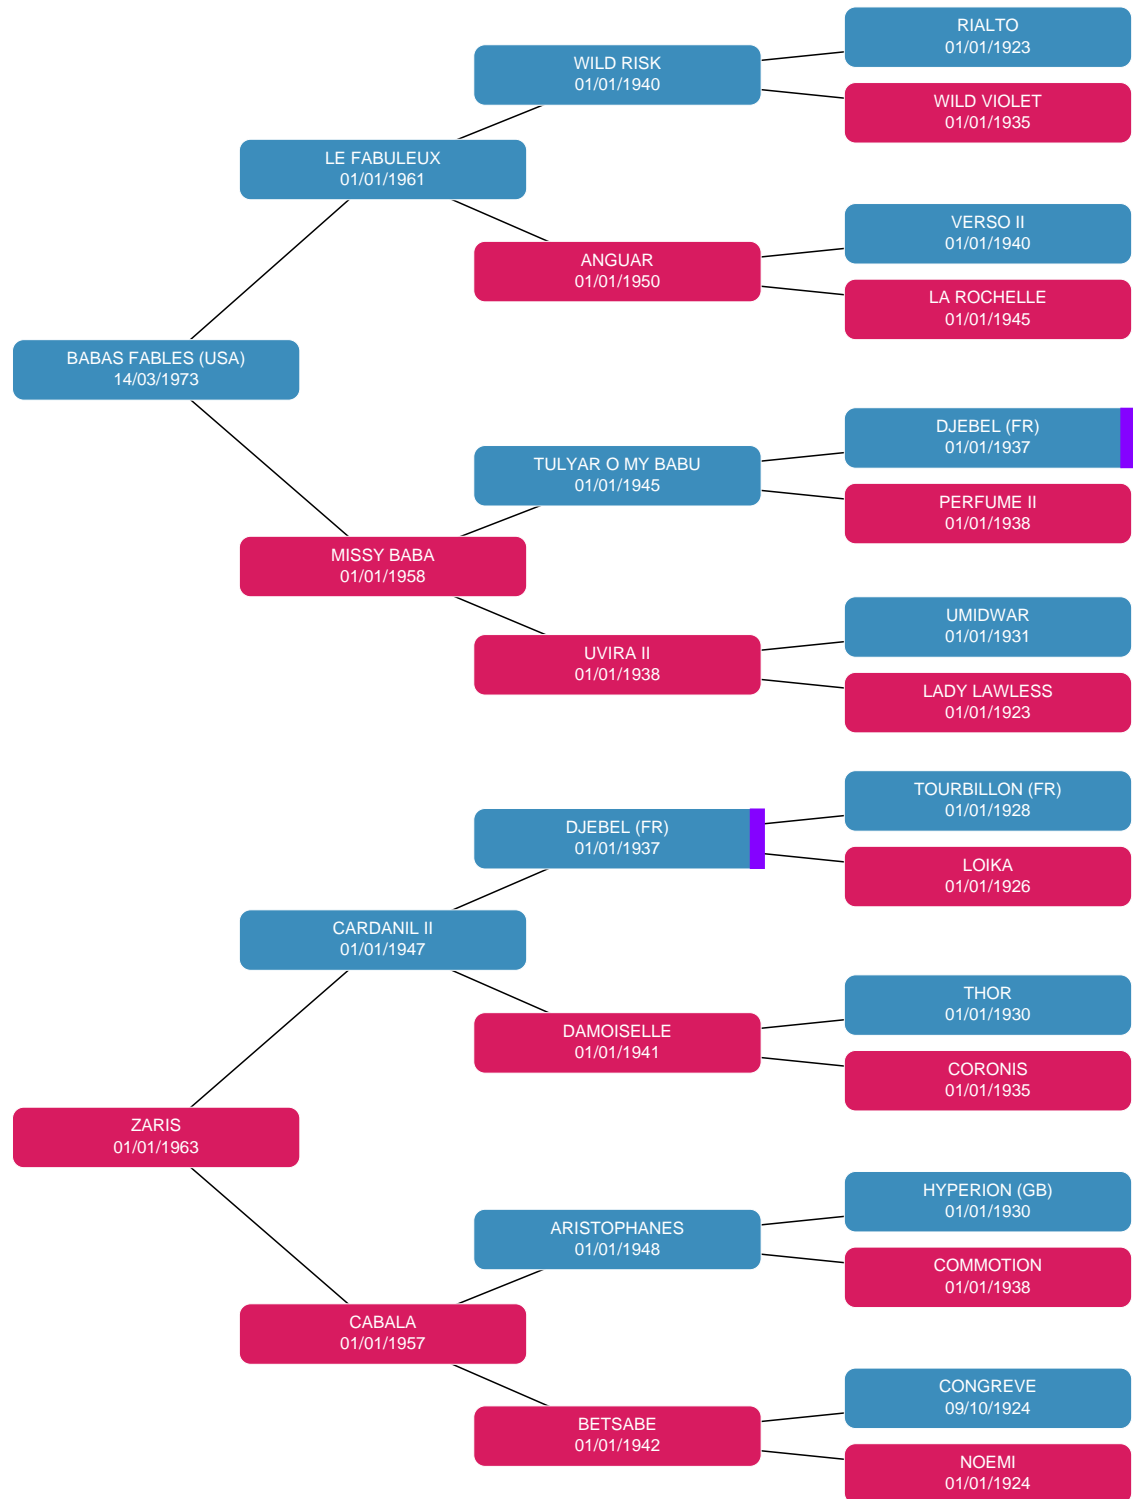 RIALTO
01/01/1923
WILD RISK
01/01/1940
WILD VIOLET
01/01/1935
LE FABULEUX
01/01/1961
VERSO II
01/01/1940
ANGUAR
01/01/1950
LA ROCHELLE
01/01/1945
BABAS FABLES (USA)
14/03/1973
DJEBEL (FR)
01/01/1937
TULYAR O MY BABU
01/01/1945
PERFUME II
01/01/1938
MISSY BABA
01/01/1958
UMIDWAR
01/01/1931
UVIRA II
01/01/1938
LADY LAWLESS
01/01/1923
TOURBILLON (FR)
01/01/1928
DJEBEL (FR)
01/01/1937
LOIKA
01/01/1926
CARDANIL II
01/01/1947
THOR
01/01/1930
DAMOISELLE
01/01/1941
CORONIS
01/01/1935
ZARIS
01/01/1963
HYPERION (GB)
01/01/1930
ARISTOPHANES
01/01/1948
COMMOTION
01/01/1938
CABALA
01/01/1957
CONGREVE
09/10/1924
BETSABE
01/01/1942
NOEMI
01/01/1924